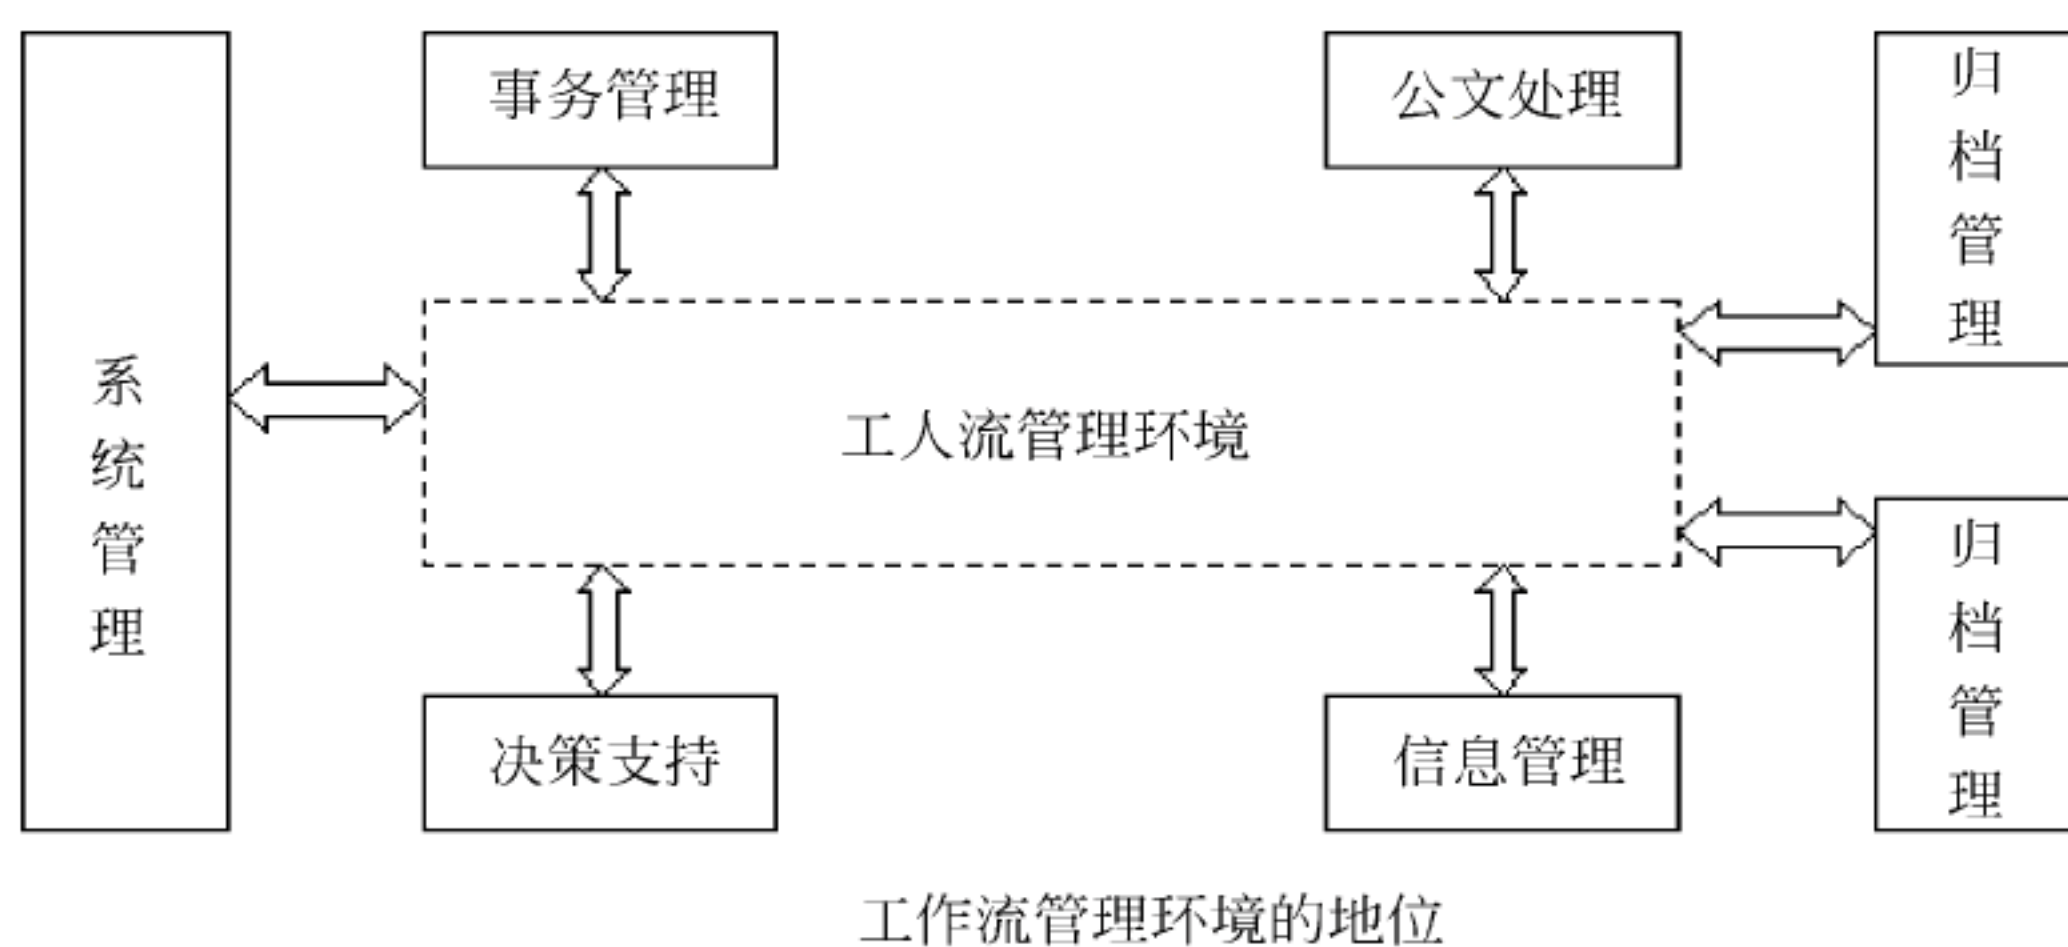 系统管理
事务管理
公文处理
归档管理
工人流管理环境
归档管理
决策支持
信息管理
工作流管理环境的地位